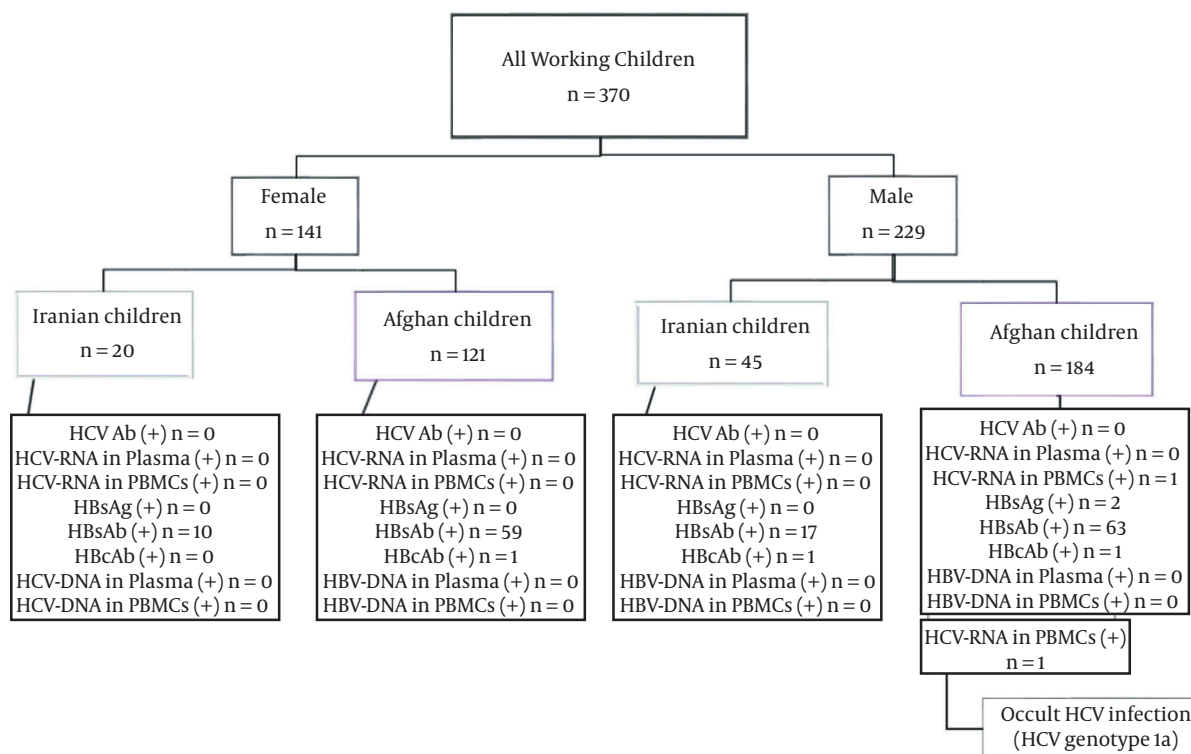 All Working Children
n = 370
Female
n = 141
Male
n = 229
Iranian children
n = 20
Afghan children
n = 121
Iranian children
n = 45
Afghan children
n = 184
HCV Ab (+) n = 0
HCV-RNA in Plasma (+) n = 0
HCV-RNA in PBMCs (+) n = 0
HBsAg (+) n = 0
HBsAb (+) n = 10
HBcAb (+) n = 0
HCV-DNA in Plasma (+) n = 0
HCV-DNA in PBMCs (+) n = 0
HCV Ab (+) n = 0
HCV-RNA in Plasma (+) n = 0
HCV-RNA in PBMCs (+) n = 0
HBsAg (+) n = 0
HBsAb (+) n = 59
HBcAb (+) n = 1
HBV-DNA in Plasma (+) n = 0
HBV-DNA in PBMCs (+) n = 0
HCV Ab (+) n = 0
HCV-RNA in Plasma (+) n = 0
HCV-RNA in PBMCs (+) n = 0
HBsAg (+) n = 0
HBsAb (+) n = 17
HBcAb (+) n = 1
HBV-DNA in Plasma (+) n = 0
HBV-DNA in PBMCs (+) n = 0
HCV Ab (+) n = 0
HCV-RNA in Plasma (+) n = 0
HCV-RNA in PBMCs (+) n = 1
HBsAg (+) n = 2
HBsAb (+) n = 63
HBcAb (+) n = 1
HBV-DNA in Plasma (+) n = 0
HBV-DNA in PBMCs (+) n = 0
HCV-RNA in PBMCs (+)
n = 1
Occult HCV infection
(HCV genotype 1a)